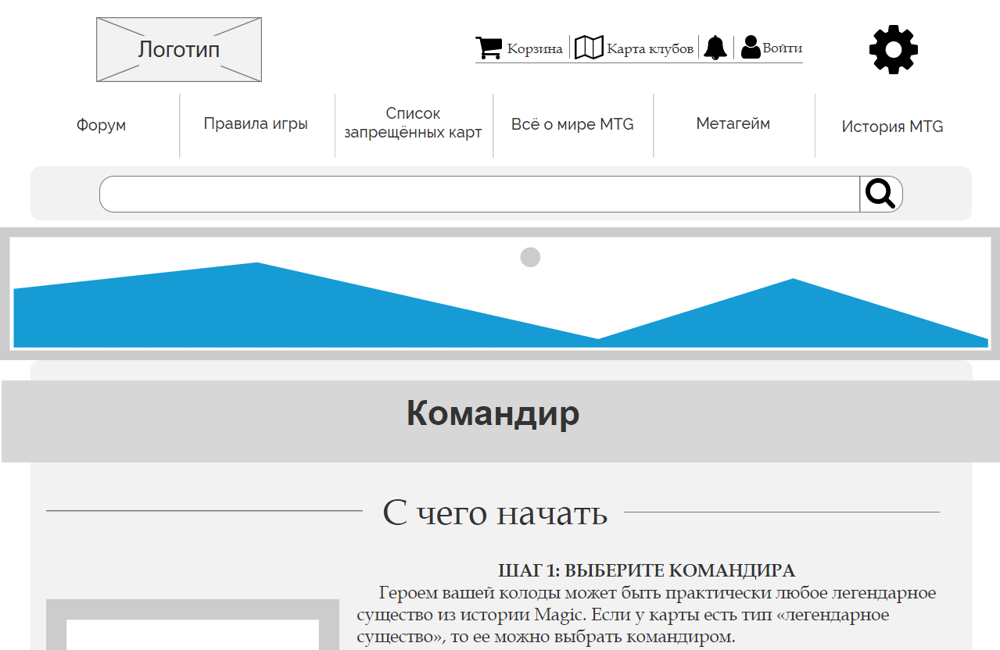 Логотип
Корзина
Карта клубов
Войти
Форум
Правила игры
Список
запрещённых карт
Всё о мире MTG
Метагейм
История MTG
Командир
С чего начать
ШАГ 1: ВЫБЕРИТЕ КОМАНДИРА
Героем вашей колоды может быть практически любое легендарное
существо из истории Magic. Если у карты есть тип «легендарное
существо», то ее можно выбрать командиром.